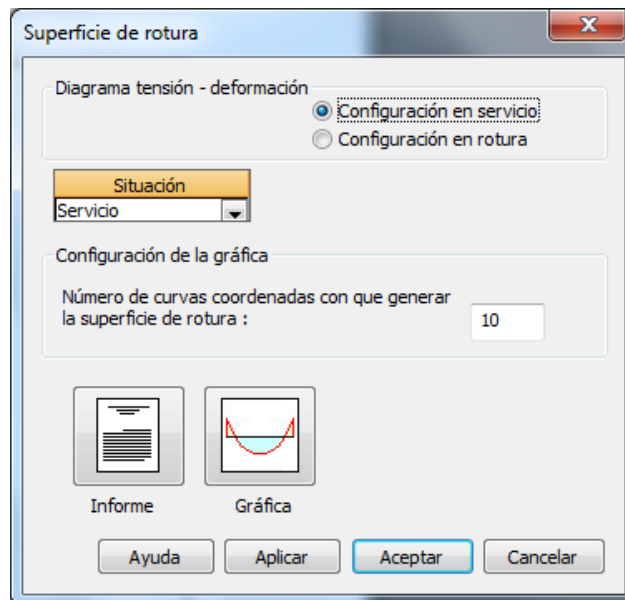 Superficie de rotura
Diagrama tensión - deformación
Configuración en servicio
Configuración en rotura
Situación
Servicio
Configuración de la gráfica
Número de curvas coordenadas con que generar
la superficie de rotura :
10
Informe
Gráfica
Ayuda
Aplicar
Aceptar
Cancelar